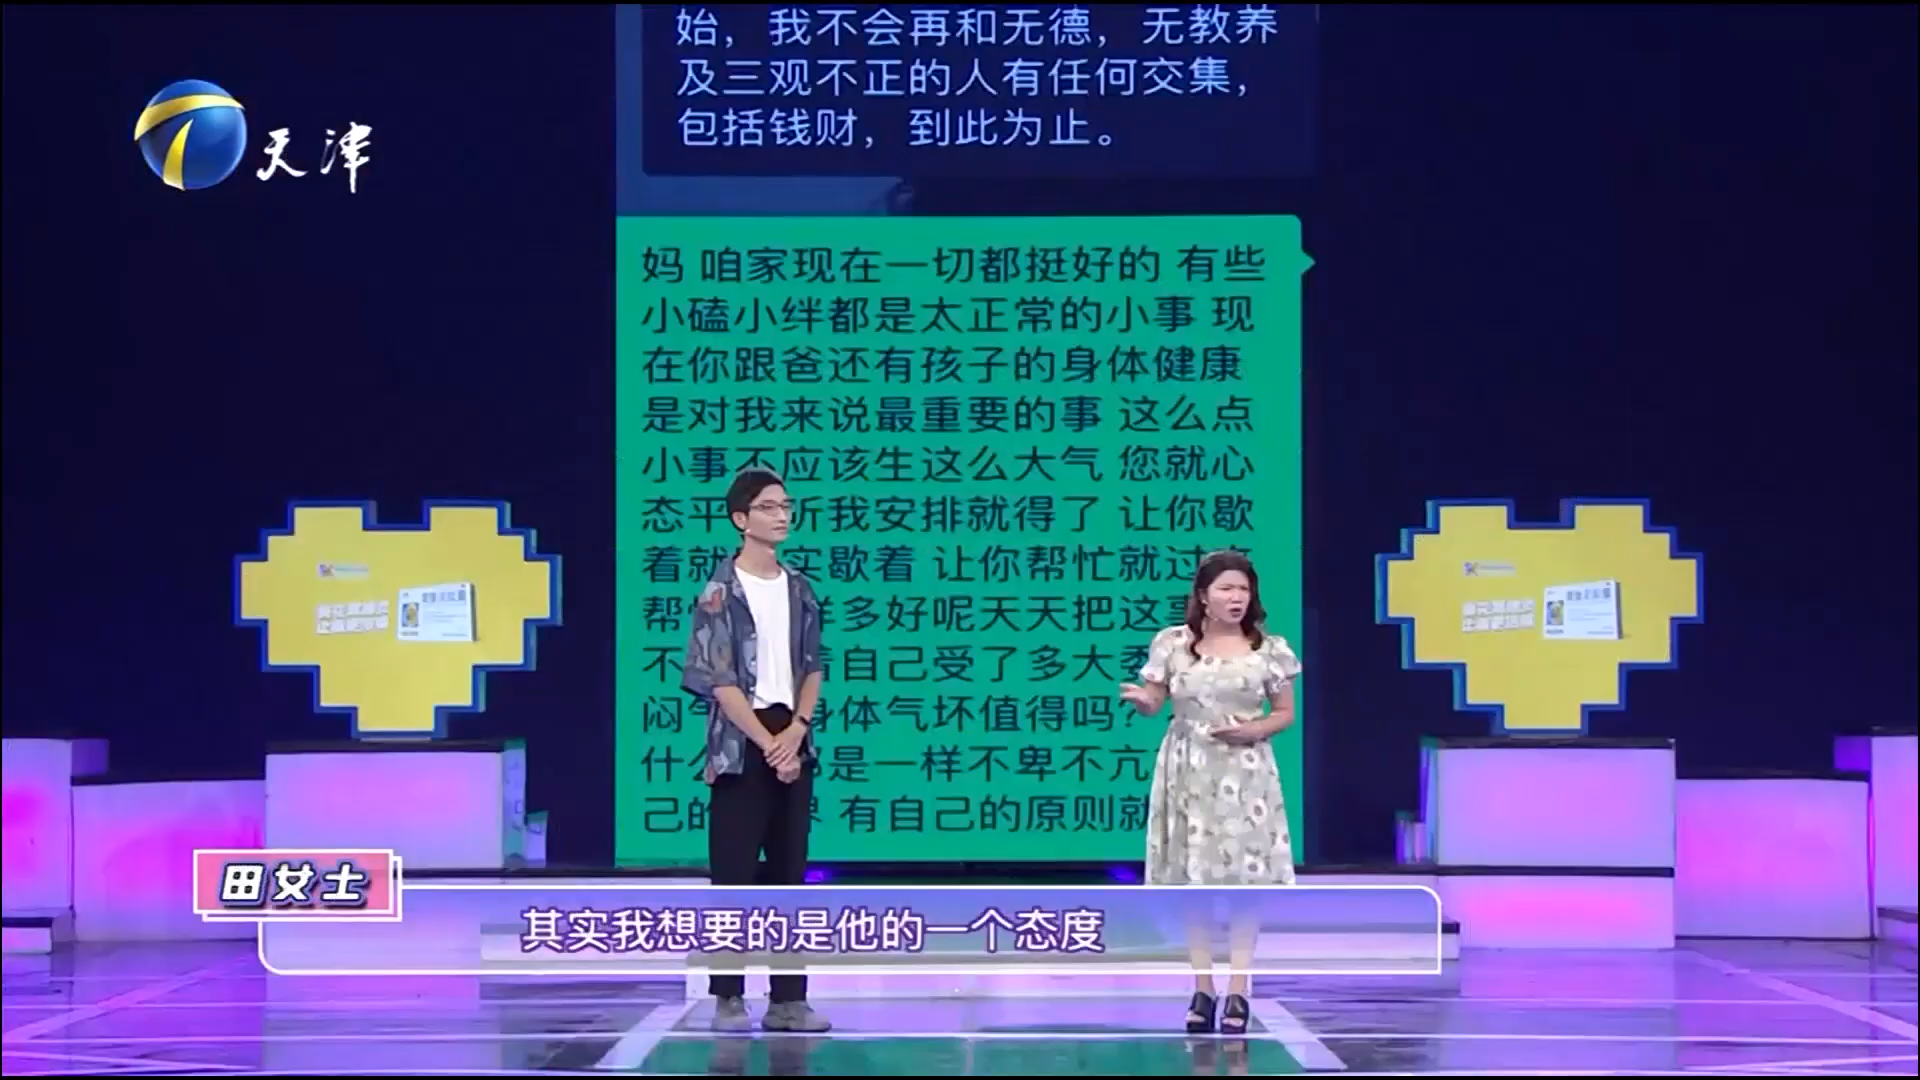 始，我不会再和无德，无教养
及三观不正的人有任何交集，
包括钱财，到此为止。
天津
妈 咱家现在一切都挺好的 有些
小磕小绊都是太正常的小事 现
在你跟爸还有孩子的身体健康
是对我来说最重要的事 这么点
小事不应该生这么大气 您就心
态平 听我安排就得了 让你歇
着就 实歇着 让你帮忙就过
帮 样多好呢天天把这事
不 着自己受了多大委
闷气 身体气坏值得吗？
什么 都是一样不卑不亢
己的 界 有自己的原则就
田女士
其实我想要的是他的一个态度